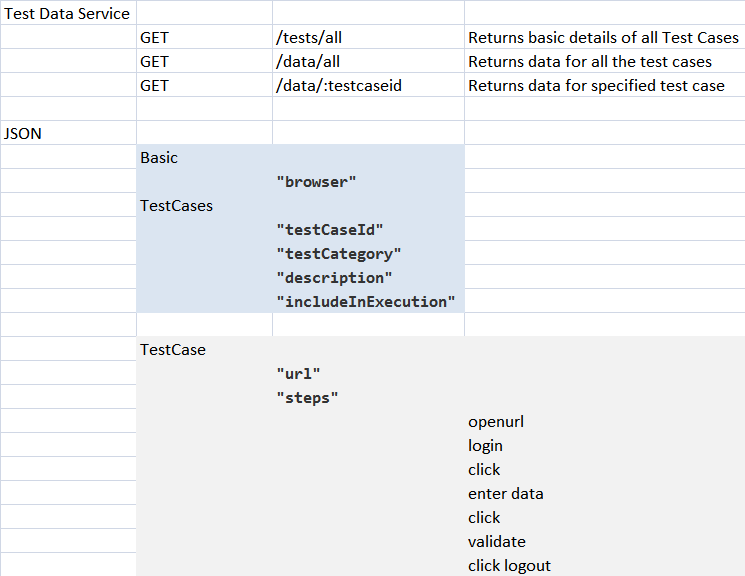 Test Data Service
GET /tests/all Returns basic details of all Test Cases
GET /data/all Returns data for all the test cases
GET /data/:testcaseid Returns data for specified test case
JSON
Basic
"browser"
TestCases
"testCaseId"
"testCategory"
"description"
"includeInExecution"
TestCase
"url"
"steps"
openurl
login
click
enter data
click
validate
click logout